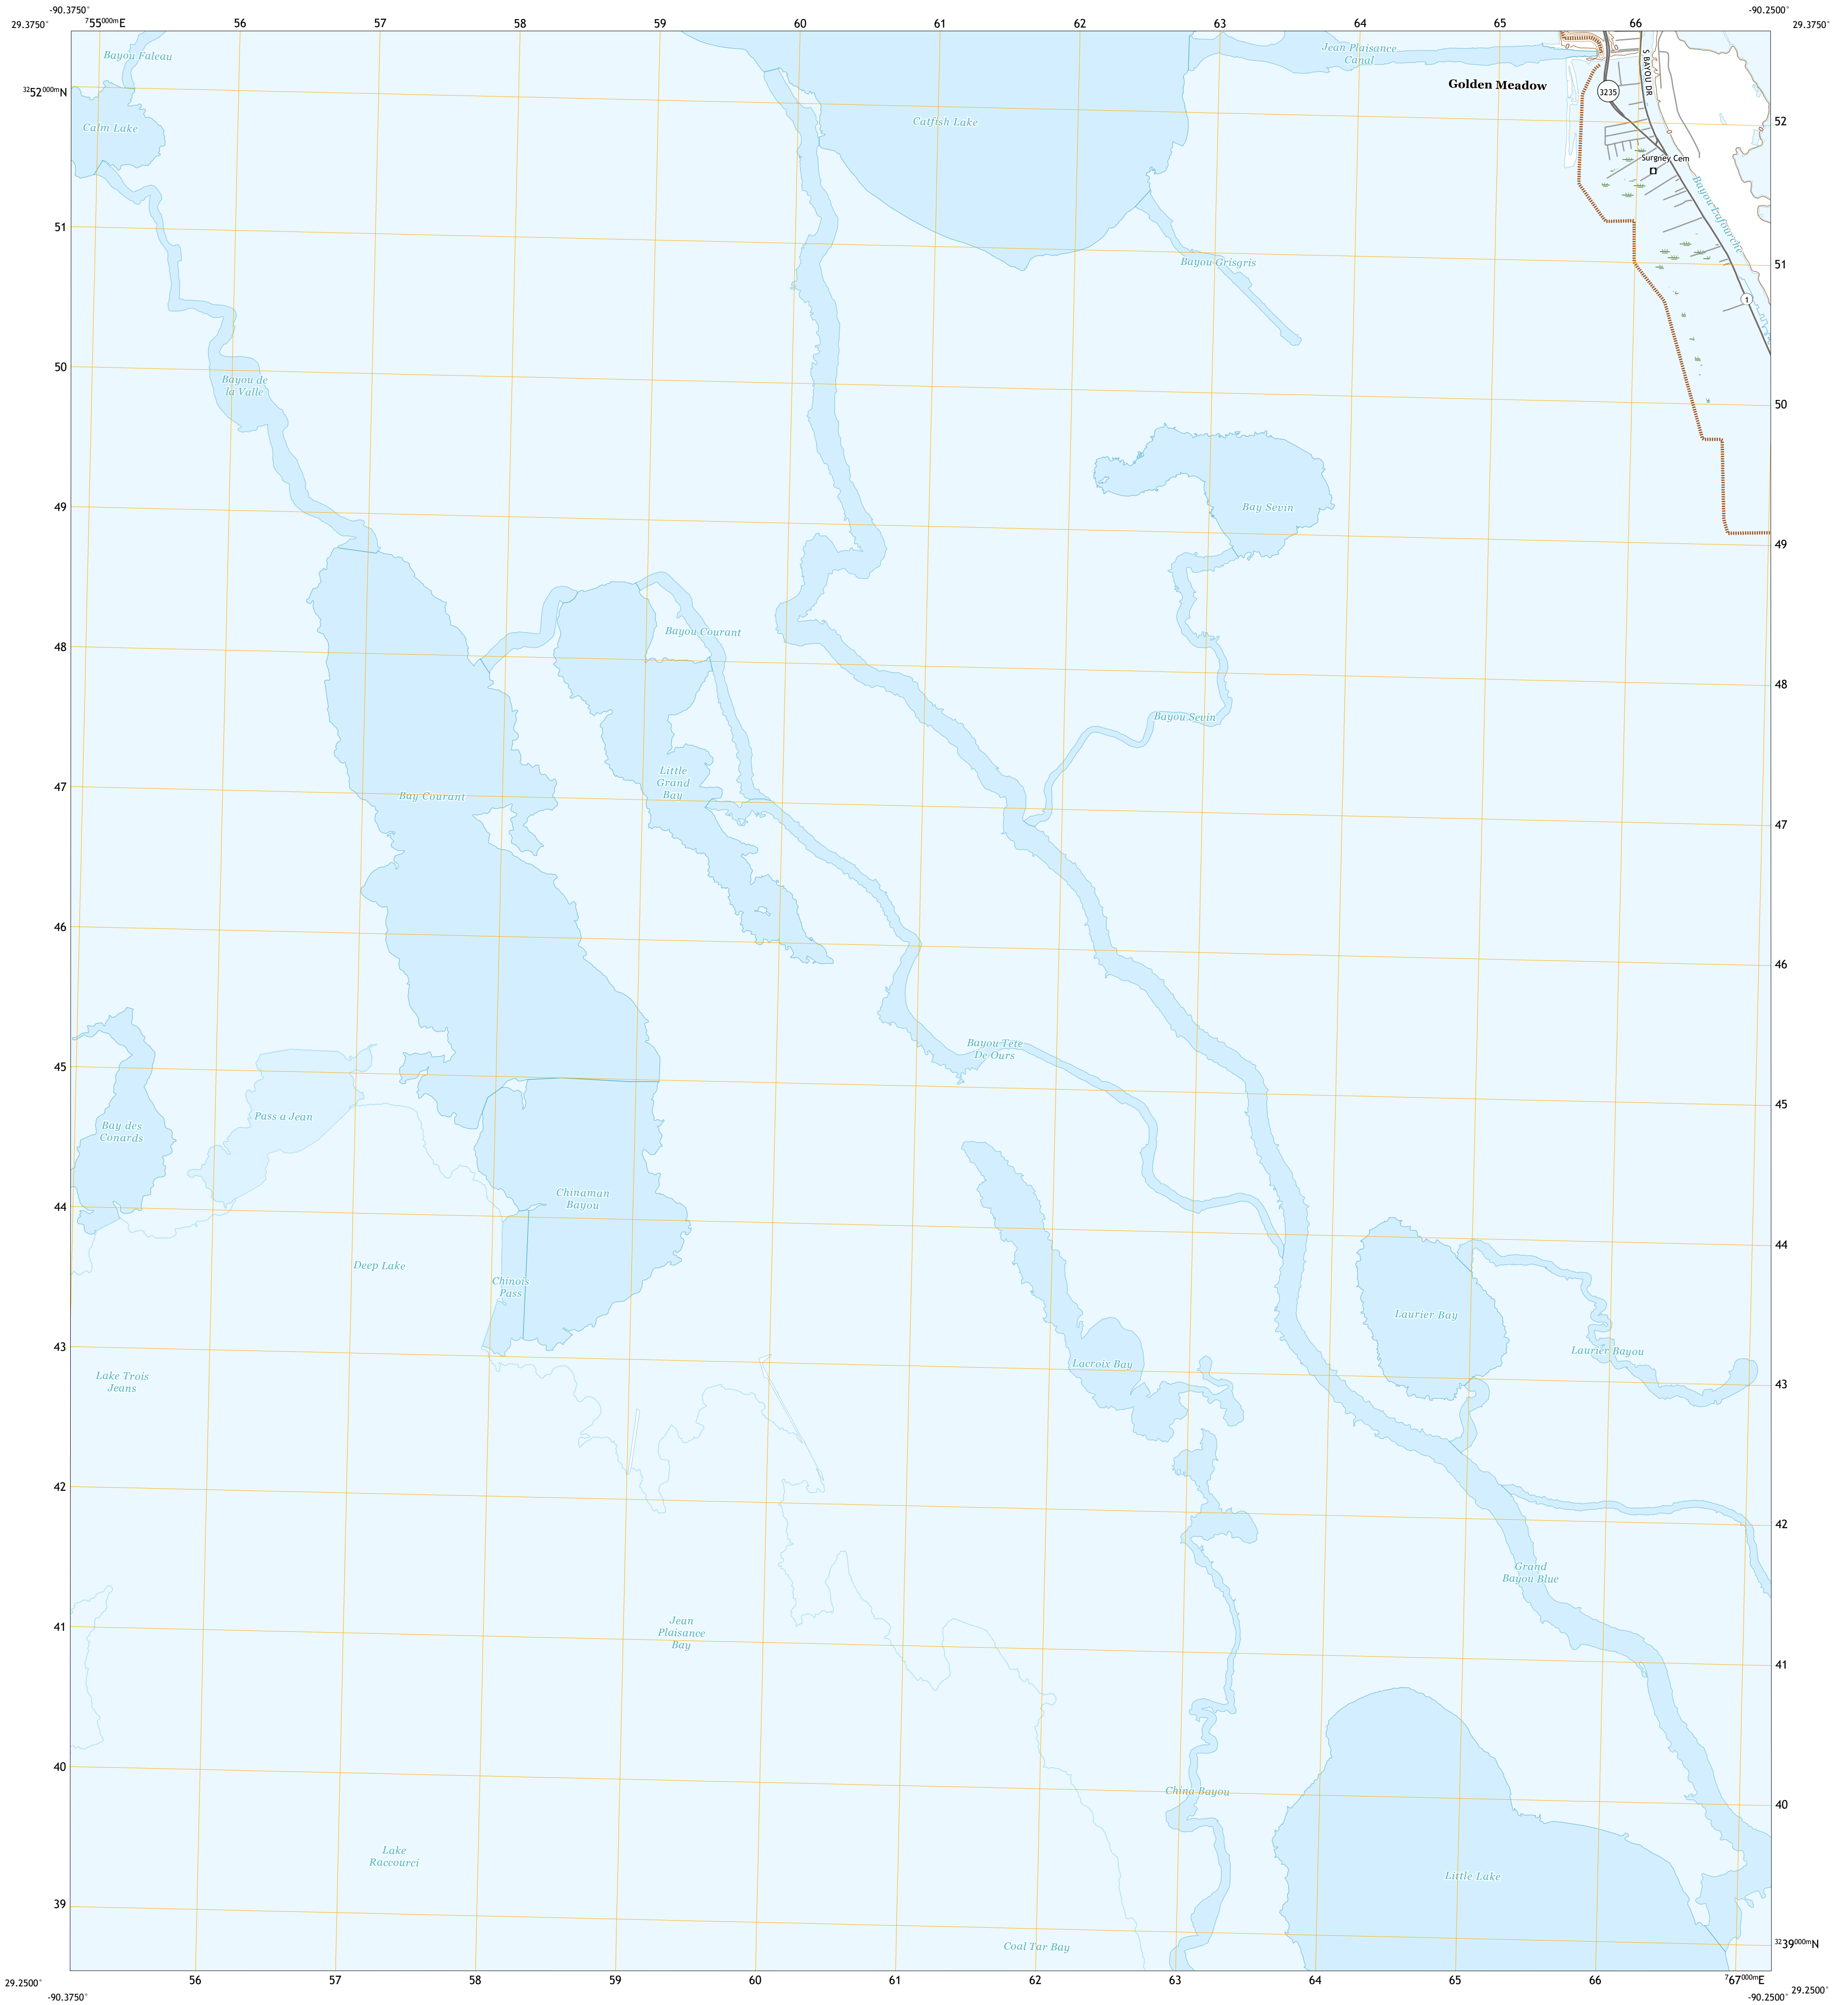 -90.3750°
-90.2500°
29.3750°
⁷55⁰⁰⁰ᵐE
56
57
58
59
60
61
62
63
64
65
66
29.3750°
Bayou Faleau
Jean Plaisance
Canal
S BAYOU DR
Golden Meadow
3235
³²52⁰⁰⁰ᵐN
Calm Lake
Catfish Lake
52
Surgney Cem
Bayou Lafourche
51
Bayou Grisgris
51
1
50
Bayou de
la Valle
50
49
Bay Sevin
49
Bayou Courant
48
48
Bayou Sevin
Little
Grand
Bay
47
Bay Courant
47
46
46
Bayou Tete
De Ours
45
45
Pass a Jean
Bay des
Conards
Chinaman
Bayou
44
44
Deep Lake
Chinois
Pass
Laurier Bay
43
Laurier Bayou
Lacroix Bay
Lake Trois
Jeans
43
42
42
Grand
Bayou Blue
Jean
Plaisance
Bay
41
41
40
China Bayou
40
Lake
Raccourci
Little Lake
39
Coal Tar Bay
³²39⁰⁰⁰ᵐN
29.2500°
56
57
58
59
60
61
62
63
64
65
66
⁷67⁰⁰⁰ᵐE
29.2500°
-90.3750°
-90.2500°